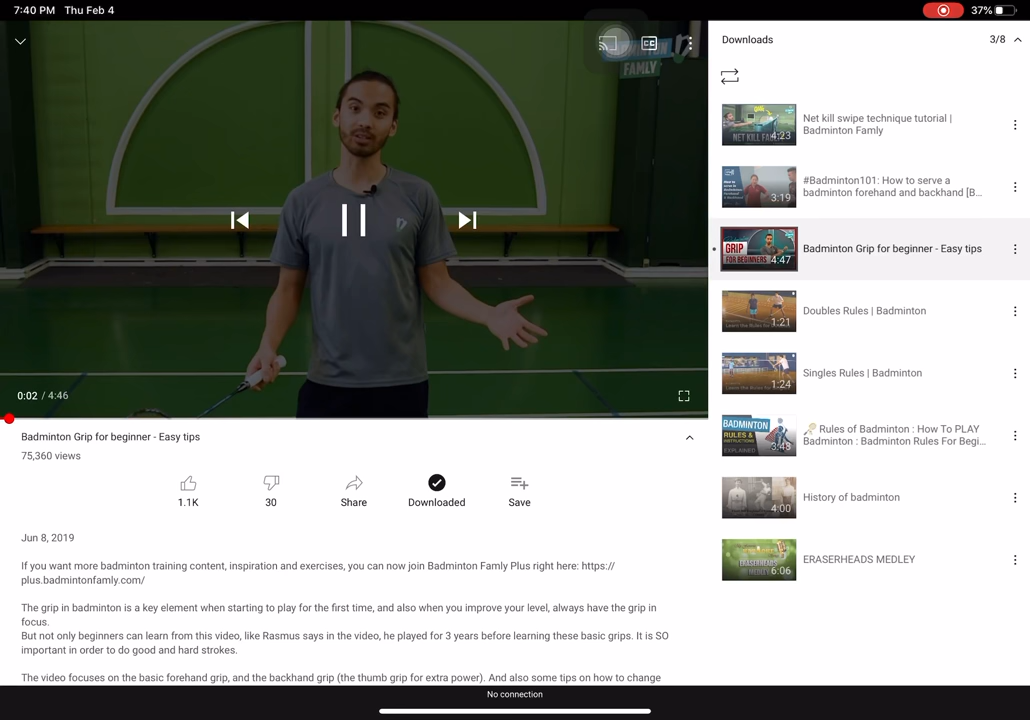 7:40 PM Thu Feb 4
37%
CC
FAMLY
0:02 / 4:46
Badminton Grip for beginner - Easy tips
75,360 views
1.1K
30
Share
Downloaded
Save
Jun 8, 2019
If you want more badminton training content, inspiration and exercises, you can now join Badminton Famly Plus right here: https://
plus.badmintonfamly.com/
The grip in badminton is a key element when starting to play for the first time, and also when you improve your level, always have the grip in
focus.
But not only beginners can learn from this video, like Rasmus says in the video, he played for 3 years before learning these basic grips. It is SO
important in order to do good and hard strokes.
The video focuses on the basic forehand grip, and the backhand grip (the thumb grip for extra power). And also some tips on how to change
Downloads
3/8
NET KILL
4:23
Net kill swipe technique tutorial |
Badminton Famly
3:19
#Badminton101: How to serve a
badminton forehand and backhand [B...
GRIP
FOR BEGINNERS
4:47
Badminton Grip for beginner - Easy tips
1:21
Doubles Rules | Badminton
1:24
Singles Rules | Badminton
BADMINTON
RULES &
INSTRUCTIONS
EXPLAINED
3:48
Rules of Badminton : How To PLAY
Badminton : Badminton Rules For Begi...
4:00
History of badminton
ERASERHEADS
MEDLEY
6:06
ERASERHEADS MEDLEY
No connection